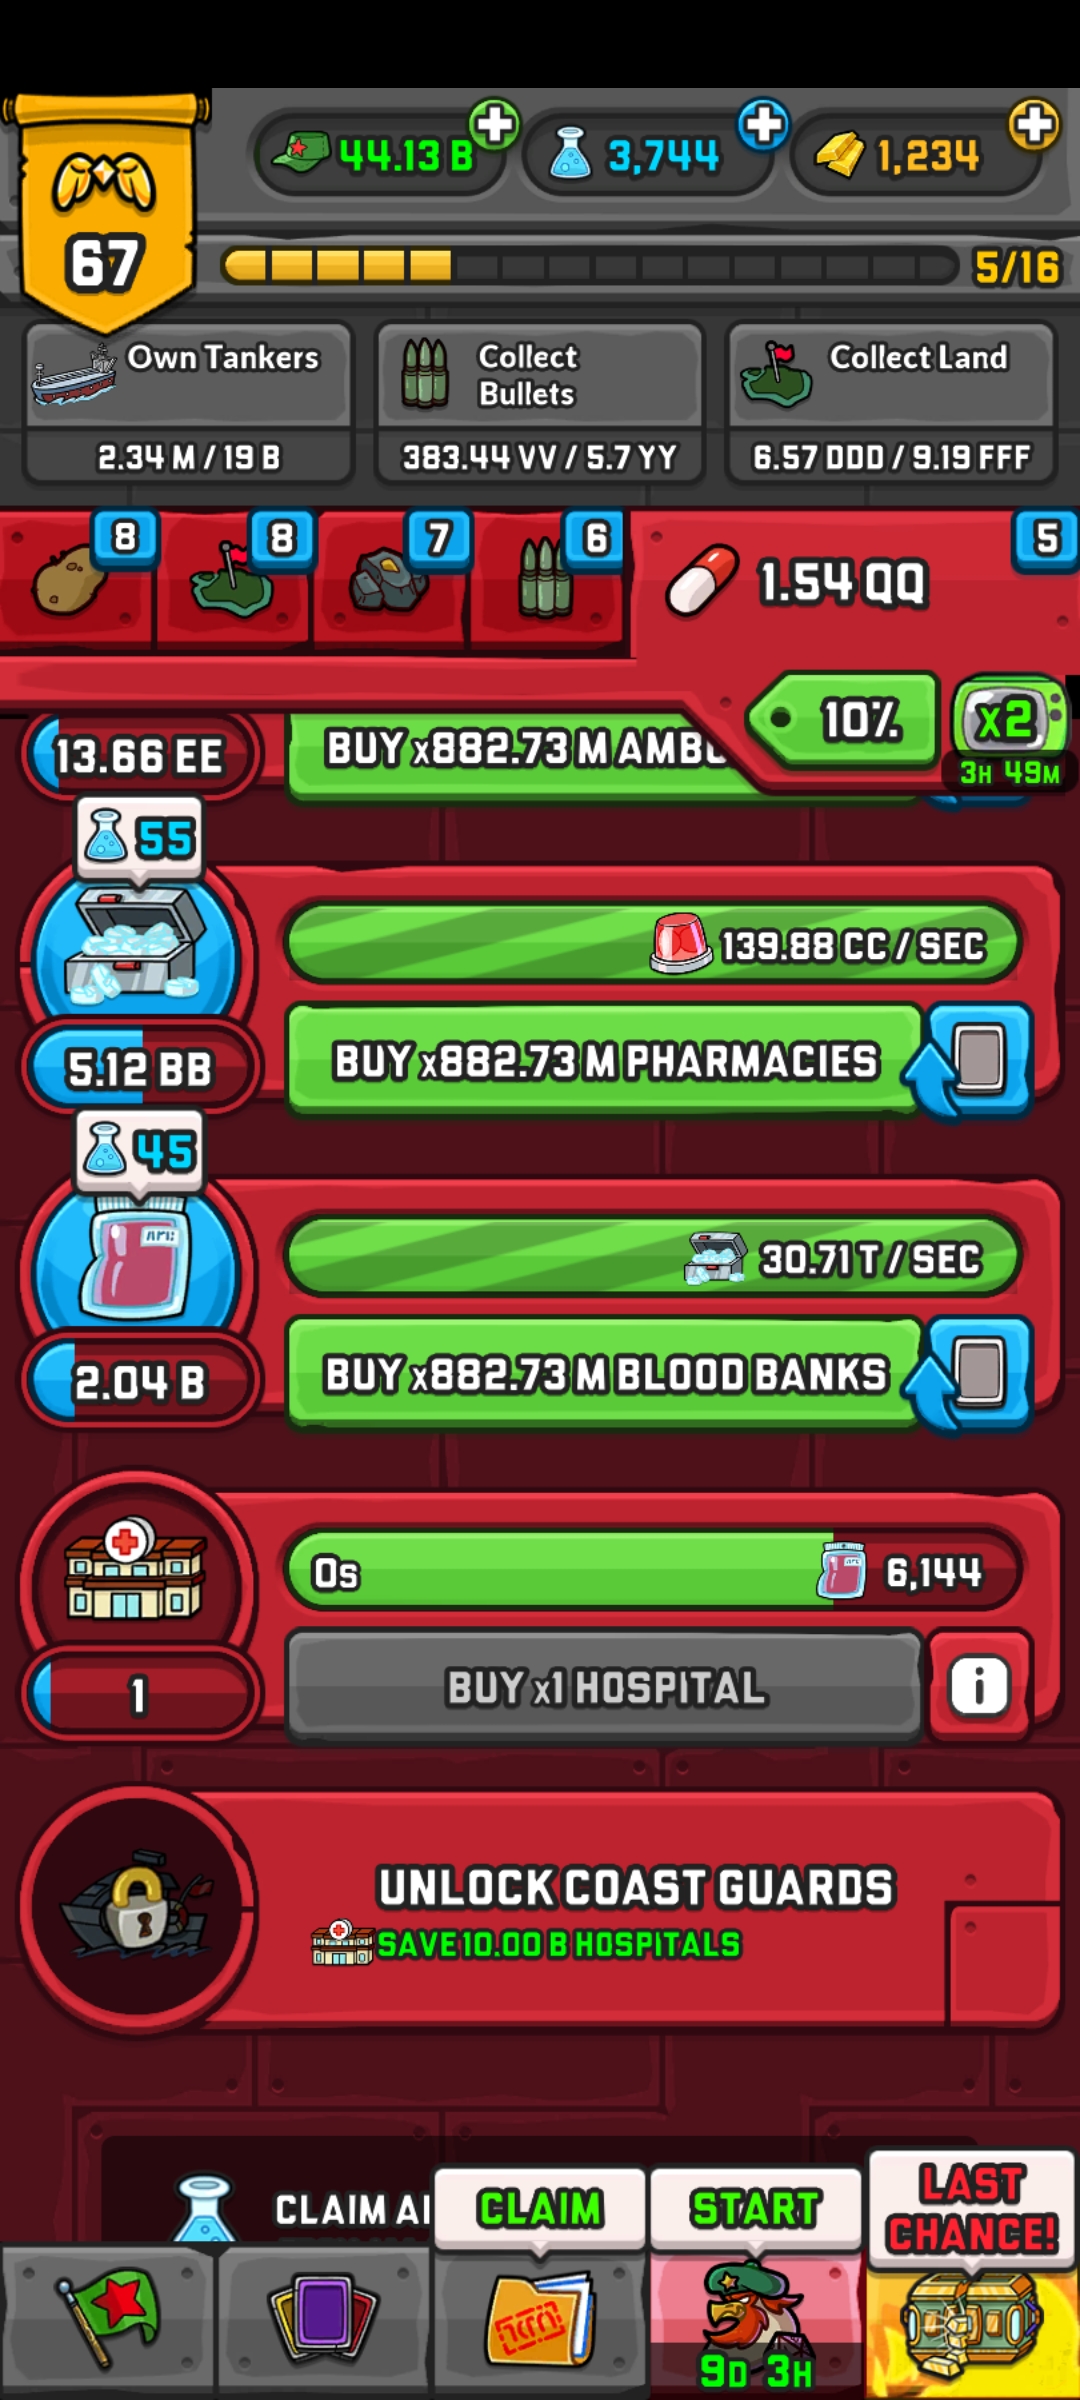 44.13 B
3,744
1,234
67
5/16
Own Tankers
2.34 M / 19 B
Collect
Bullets
383.44 VV / 5.7 YY
Collect Land
6.57 DDD / 9.19 FFF
8
8
7
6
5
1.54 QQ
10%
x2
3H 49M
13.66 EE
BUY x882.73 M AMBU
55
139.88 CC / SEC
5.12 BB
BUY x882.73 M PHARMACIES
45
30.71 T / SEC
2.04 B
BUY x882.73 M BLOOD BANKS
0s
6,144
1
BUY x1 HOSPITAL
i
UNLOCK COAST GUARDS
SAVE 10.00 B HOSPITALS
CLAIM
CLAIM
START
LAST
CHANCE!
9D 3H